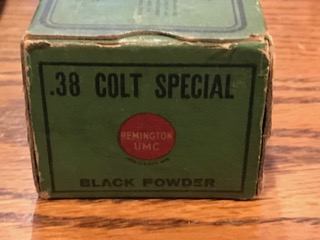 .38 COLT SPECIAL
REMINGTON
UMC
BLACK POWDER